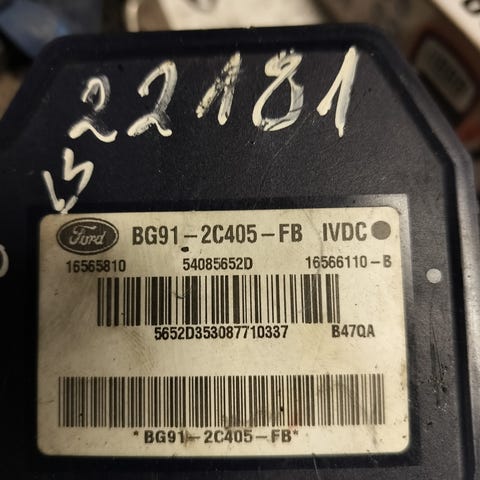 22181
Ford BG91-2C405-FB IVDC
16565810 54085652D 16566110-B
5652D353087710337 B47QA
*BG91-2C405-FB*